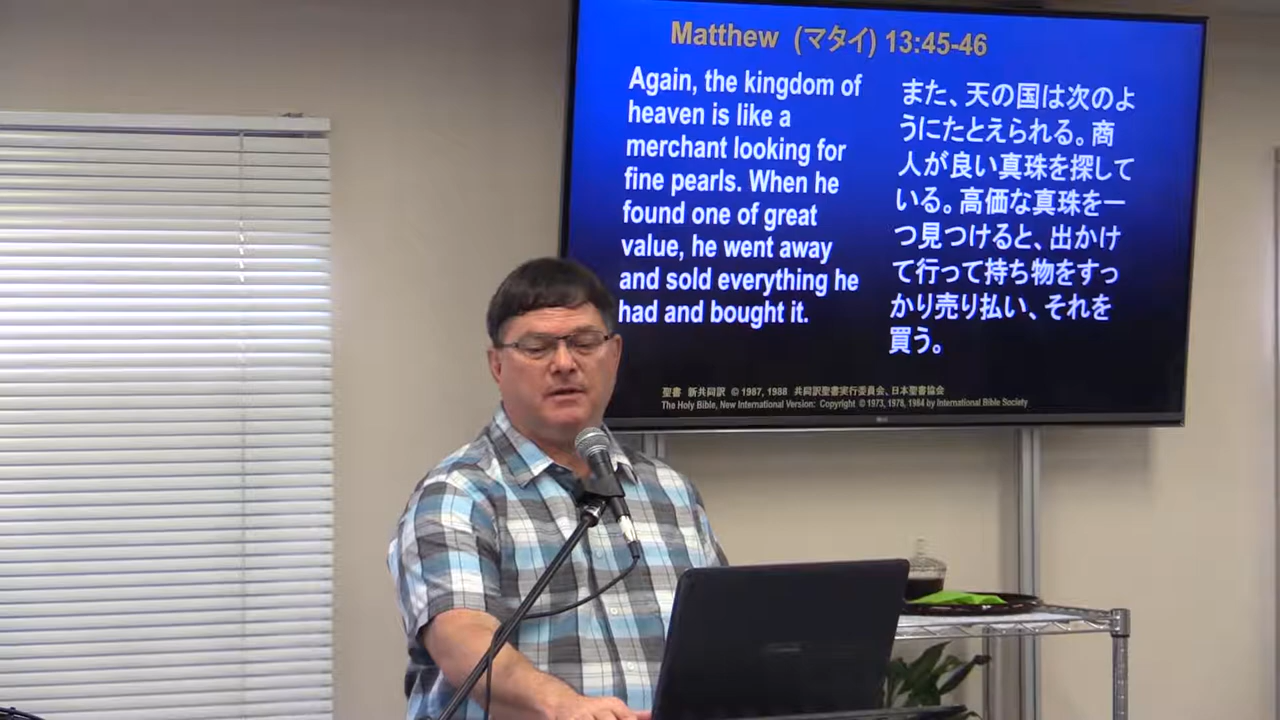 Matthew (マタイ) 13:45-46
Again, the kingdom of
heaven is like a
merchant looking for
fine pearls. When he
found one of great
value, he went away
and sold everything he
had and bought it.
また、天の国は次のよ
うにたとえられる。商
人が良い真珠を探して
いる。高価な真珠を一
つ見つけると、出かけ
て行って持ち物をすっ
かり売り払い、それを
買う。
聖書 新共同訳 © 1987, 1988 共同訳聖書実行委員会、日本聖書協会
The Holy Bible, New International Version: Copyright © 1973, 1978, 1984 by International Bible Society